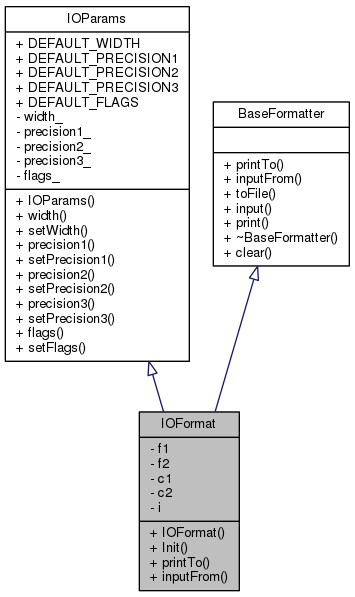 IOParams
+ DEFAULT_WIDTH
+ DEFAULT_PRECISION1
+ DEFAULT_PRECISION2
+ DEFAULT_PRECISION3
+ DEFAULT_FLAGS
- width_
- precision1_
- precision2_
- precision3_
- flags_
+ IOParams()
+ width()
+ setWidth()
+ precision1()
+ setPrecision1()
+ precision2()
+ setPrecision2()
+ precision3()
+ setPrecision3()
+ flags()
+ setFlags()
BaseFormatter
+ printTo()
+ inputFrom()
+ toFile()
+ input()
+ print()
+ ~BaseFormatter()
+ clear()
IOFormat
- f1
- f2
- c1
- c2
- i
+ IOFormat()
+ Init()
+ printTo()
+ inputFrom()